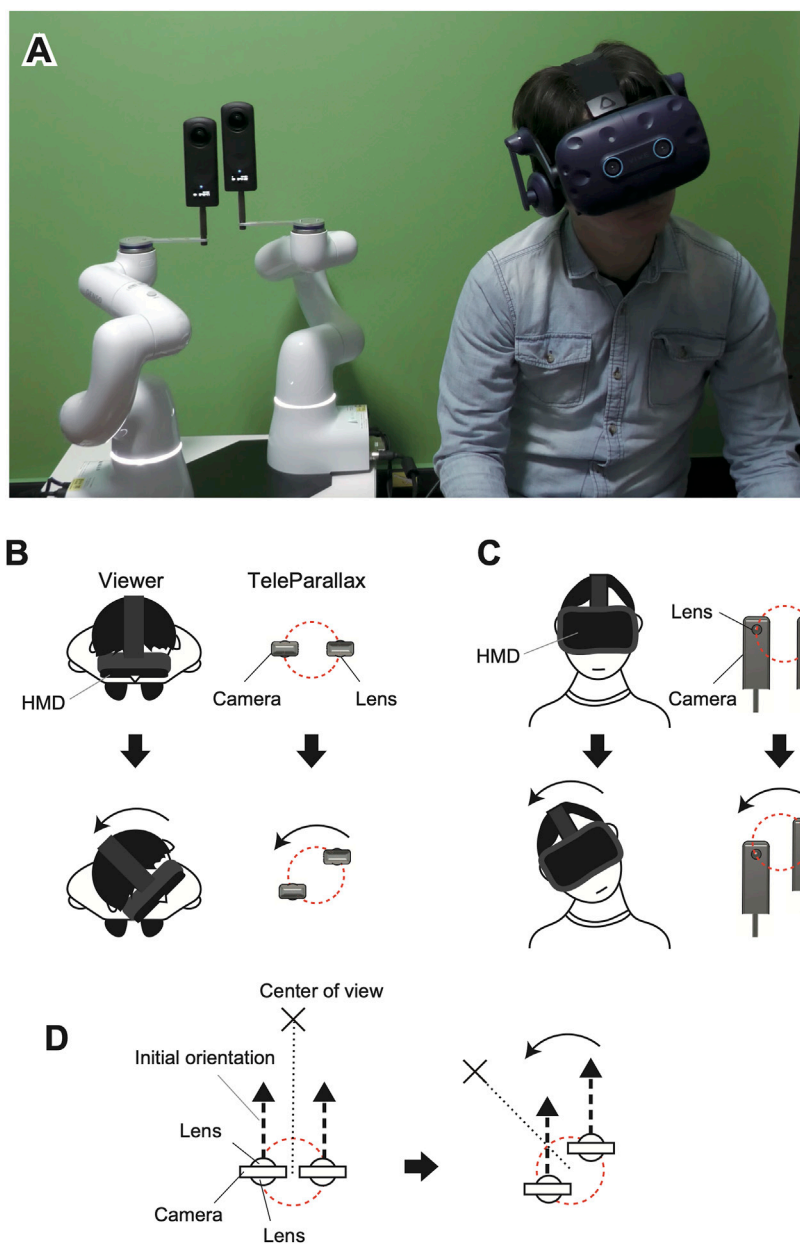 A
B
C
Viewer
TeleParallax
Lens
HMD
Camera
Lens
HMD
Camera
Center of view
D
Initial orientation
Lens
Camera
Lens